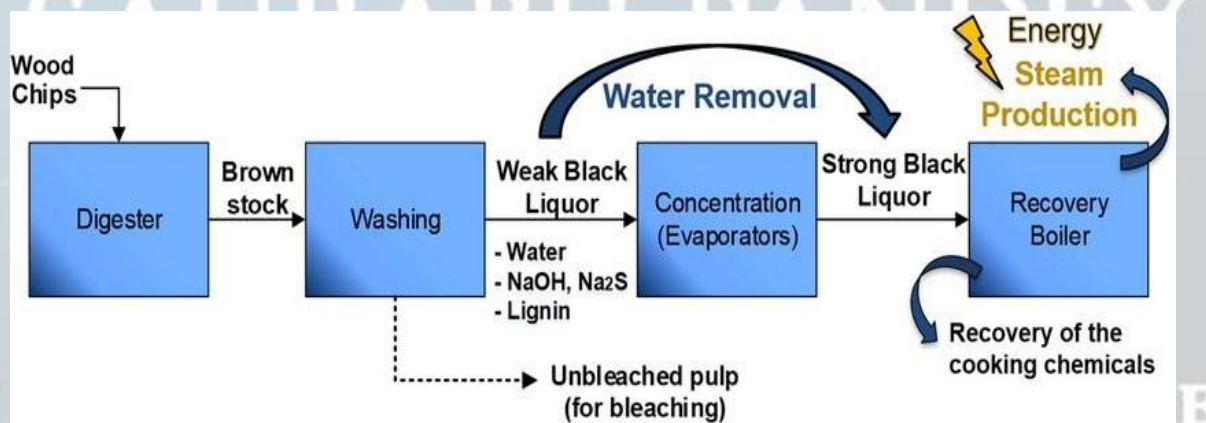 Wood
Chips
Digester
Brown
stock
Washing
Weak Black
Liquor
- Water
- NaOH, Na2S
- Lignin
Unbleached pulp
(for bleaching)
Water Removal
Concentration
(Evaporators)
Strong Black
Liquor
Recovery
Boiler
Energy
Steam
Production
Recovery of the
cooking chemicals